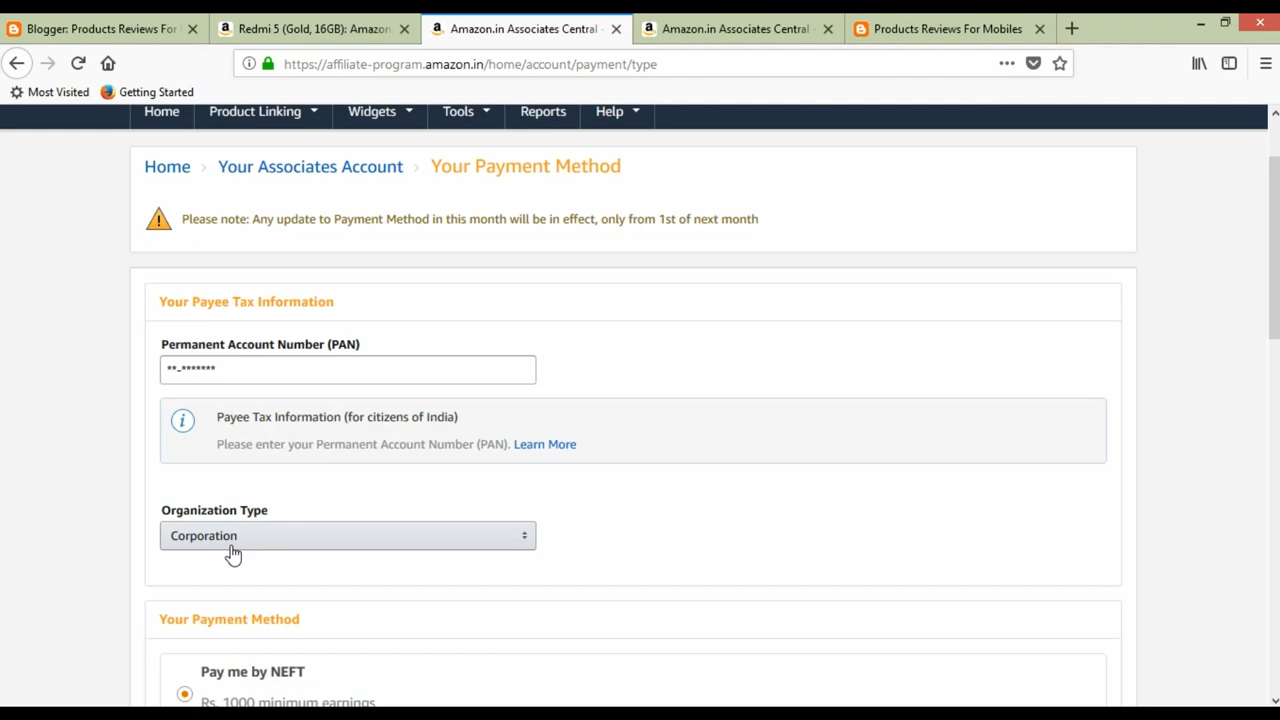 Blogger: Products Reviews For
Redmi 5 (Gold, 16GB): Amazon.
Amazon.in Associates Central -
Amazon.in Associates Central -
Products Reviews For Mobiles
https://affiliate-program.amazon.in/home/account/payment/type
Most Visited
Getting Started
Home
Product Linking
Widgets
Tools
Reports
Help
Home › Your Associates Account › Your Payment Method
Please note: Any update to Payment Method in this month will be in effect, only from 1st of next month
Your Payee Tax Information
Permanent Account Number (PAN)
**-*******
Payee Tax Information (for citizens of India)
Please enter your Permanent Account Number (PAN). Learn More
Organization Type
Corporation
Your Payment Method
Pay me by NEFT
Rs. 1000 minimum earnings